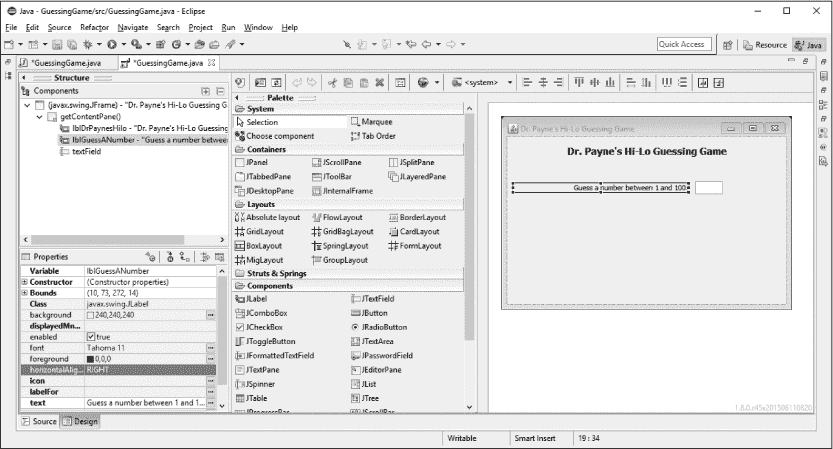 Java - GuessingGame/src/GuessingGame.java - Eclipse
File Edit Source Refactor Navigate Search Project Run Window Help
Quick Access Resource Java
*GuessingGame.java *GuessingGame.java
Structure
Components
(javax.swing.JFrame) - "Dr. Payne's Hi-Lo Guessing G
getContentPane()
lblDrPaynesHilo - "Dr. Payne's Hi-Lo Guessing
lblGuessANumber - "Guess a number betweer
textField
Properties
Variable lblGuessANumber
Constructor (Constructor properties)
Bounds (10, 73, 272, 14)
Class javax.swing.JLabel
background 240,240,240
displayedMn...
enabled true
font Tahoma 11
foreground 0,0,0
horizontalAlig... RIGHT
icon
labelFor
text Guess a number between 1 and 1...
Source Design
<system>
Palette
System
Selection Marquee
Choose component Tab Order
Containers
JPanel JScrollPane JSplitPane
JTabbedPane JToolBar JLayeredPane
JDesktopPane JInternalFrame
Layouts
Absolute layout FlowLayout BorderLayout
GridLayout GridBagLayout CardLayout
BoxLayout SpringLayout FormLayout
MigLayout GroupLayout
Struts & Springs
Components
JLabel JTextField
JComboBox JButton
JCheckBox JRadioButton
JToggleButton JTextArea
JFormattedTextField JPasswordField
JTextPane JEditorPane
JSpinner JList
JTable JTree
JProgressBar JScrollBar
Dr. Payne's Hi-Lo Guessing Game
Dr. Payne's Hi-Lo Guessing Game
Guess a number between 1 and 100:
1.8.0.r45x201506110820
Writable Smart Insert 19 : 34